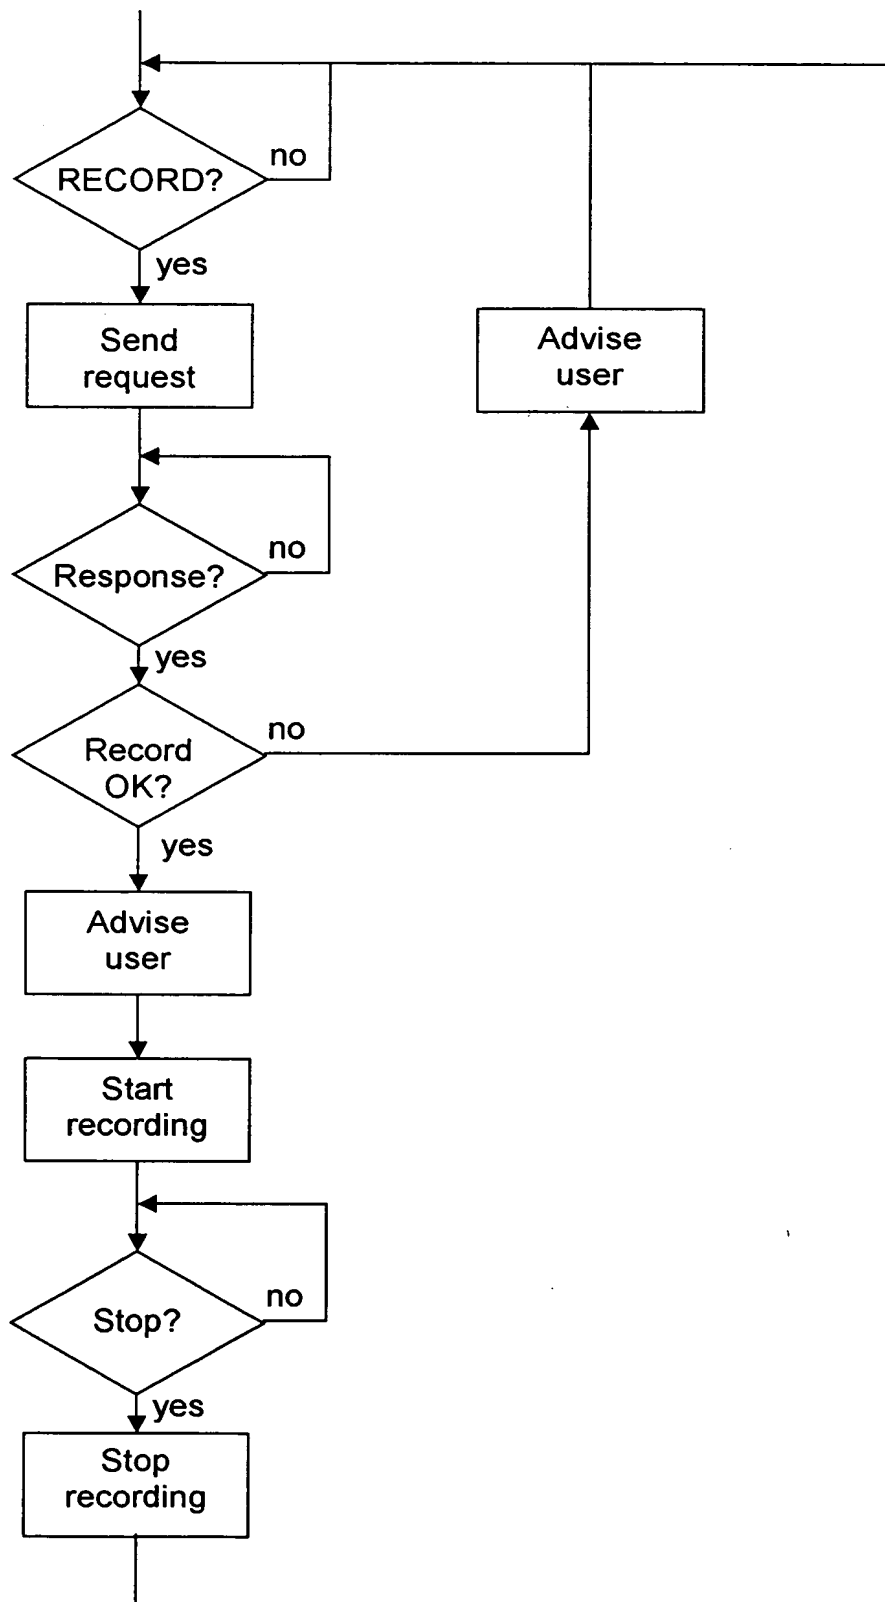 RECORD?
no
yes
Send
request
Advise
user
no
Response?
yes
no
Record
OK?
yes
Advise
user
Start
recording
no
Stop?
yes
Stop
recording